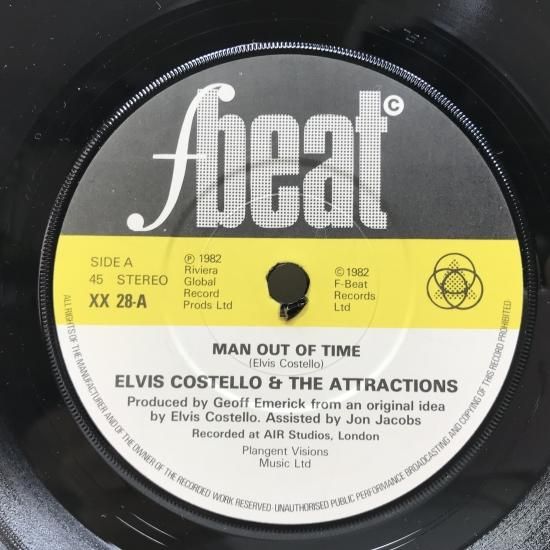 fbeat ©
SIDE A
45 STEREO
XX 28-A
℗ 1982
Riviera
Global
Record
Prods Ltd
© 1982
F-Beat
Records
Ltd
MAN OUT OF TIME
(Elvis Costello)
ELVIS COSTELLO & THE ATTRACTIONS
Produced by Geoff Emerick from an original idea
by Elvis Costello. Assisted by Jon Jacobs
Recorded at AIR Studios, London
Plangent Visions
Music Ltd
ALL RIGHTS OF THE MANUFACTURER AND OF THE OWNER OF THE RECORDED WORK RESERVED · UNAUTHORISED PUBLIC PERFORMANCE BROADCASTING AND COPYING OF THIS RECORD PROHIBITED